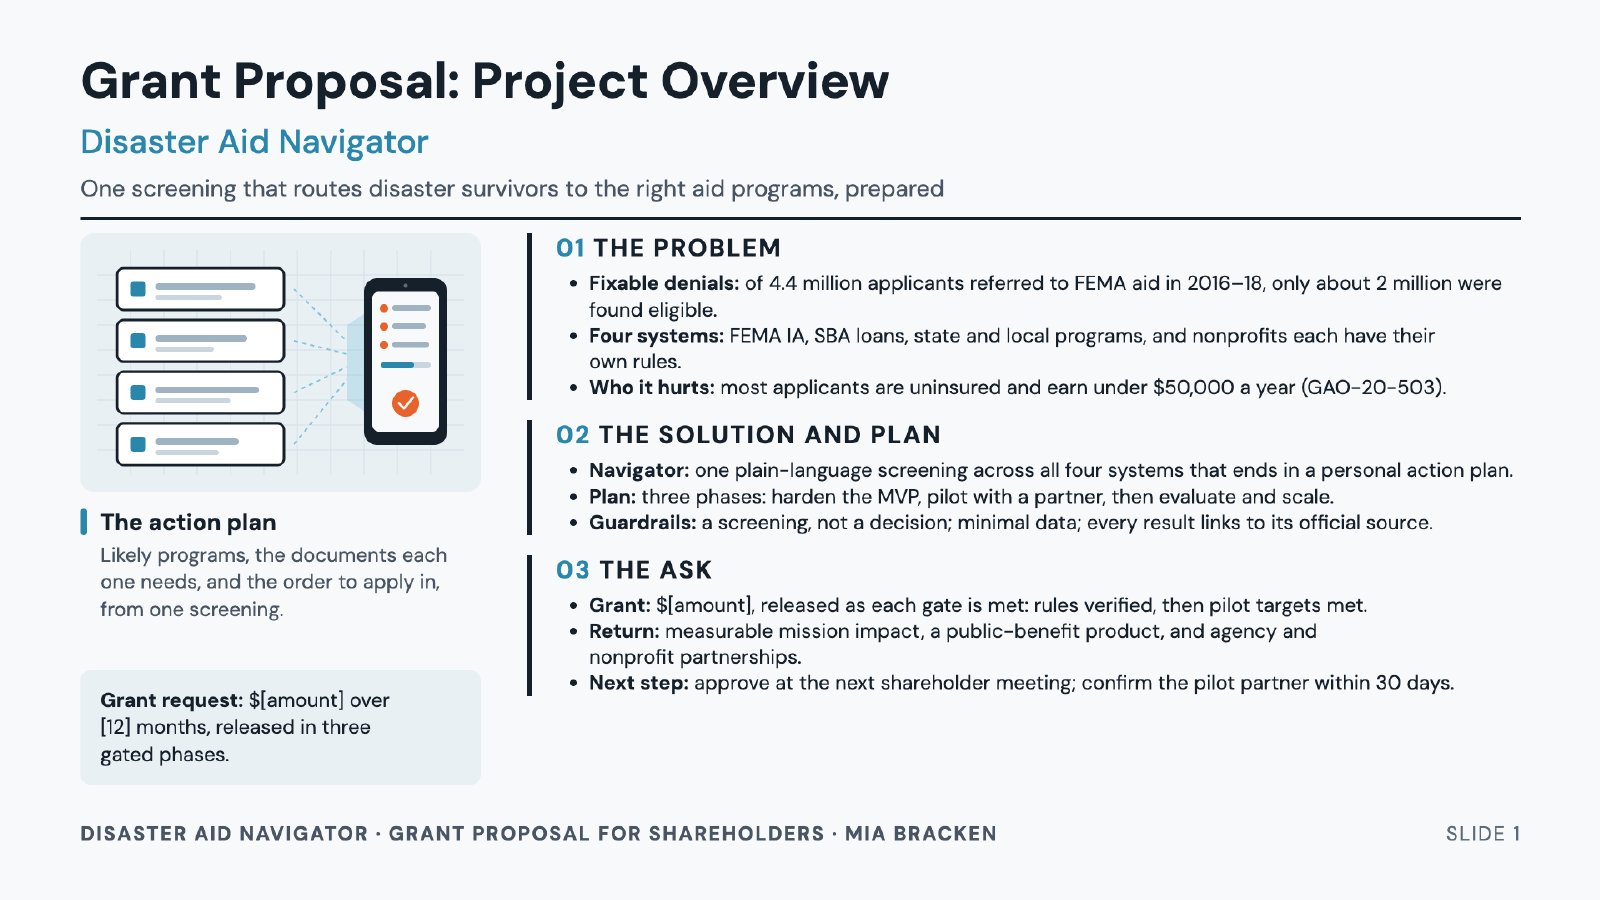 Grant Proposal: Project Overview
Disaster Aid Navigator
One screening that routes disaster survivors to the right aid programs, prepared
The action plan
Likely programs, the documents each
one needs, and the order to apply in,
from one screening.
Grant request: $[amount] over
[12] months, released in three
gated phases.
01 THE PROBLEM
• Fixable denials: of 4.4 million applicants referred to FEMA aid in 2016–18, only about 2 million were
found eligible.
• Four systems: FEMA IA, SBA loans, state and local programs, and nonprofits each have their
own rules.
• Who it hurts: most applicants are uninsured and earn under $50,000 a year (GAO-20-503).
02 THE SOLUTION AND PLAN
• Navigator: one plain-language screening across all four systems that ends in a personal action plan.
• Plan: three phases: harden the MVP, pilot with a partner, then evaluate and scale.
• Guardrails: a screening, not a decision; minimal data; every result links to its official source.
03 THE ASK
• Grant: $[amount], released as each gate is met: rules verified, then pilot targets met.
• Return: measurable mission impact, a public-benefit product, and agency and
nonprofit partnerships.
• Next step: approve at the next shareholder meeting; confirm the pilot partner within 30 days.
DISASTER AID NAVIGATOR · GRANT PROPOSAL FOR SHAREHOLDERS · MIA BRACKEN
SLIDE 1